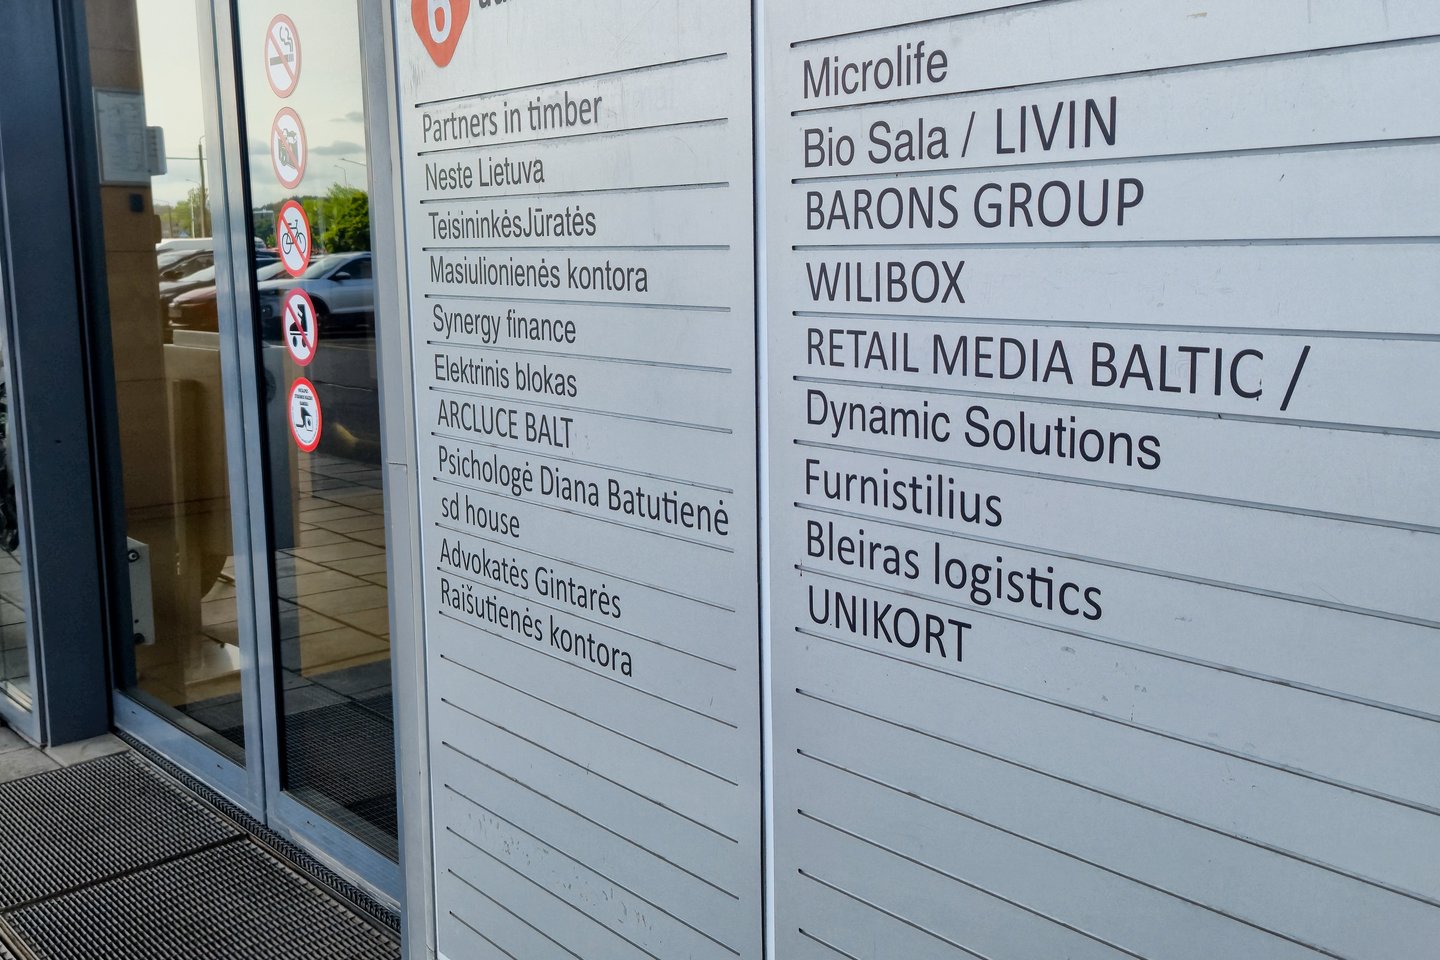 6
Partners in timber
Neste Lietuva
TeisininkėsJūratės
Masiulionienės kontora
Synergy finance
Elektrinis blokas
ARCLUCE BALT
Psichologė Diana Batutienė
sd house
Advokatės Gintarės
Raišutienės kontora
Microlife
Bio Sala / LIVIN
BARONS GROUP
WILIBOX
RETAIL MEDIA BALTIC /
Dynamic Solutions
Furnistilius
Bleiras logistics
UNIKORT